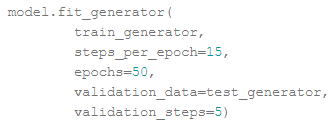 model.fit_generator(
        train_generator,
        steps_per_epoch=15,
        epochs=50,
        validation_data=test_generator,
        validation_steps=5)